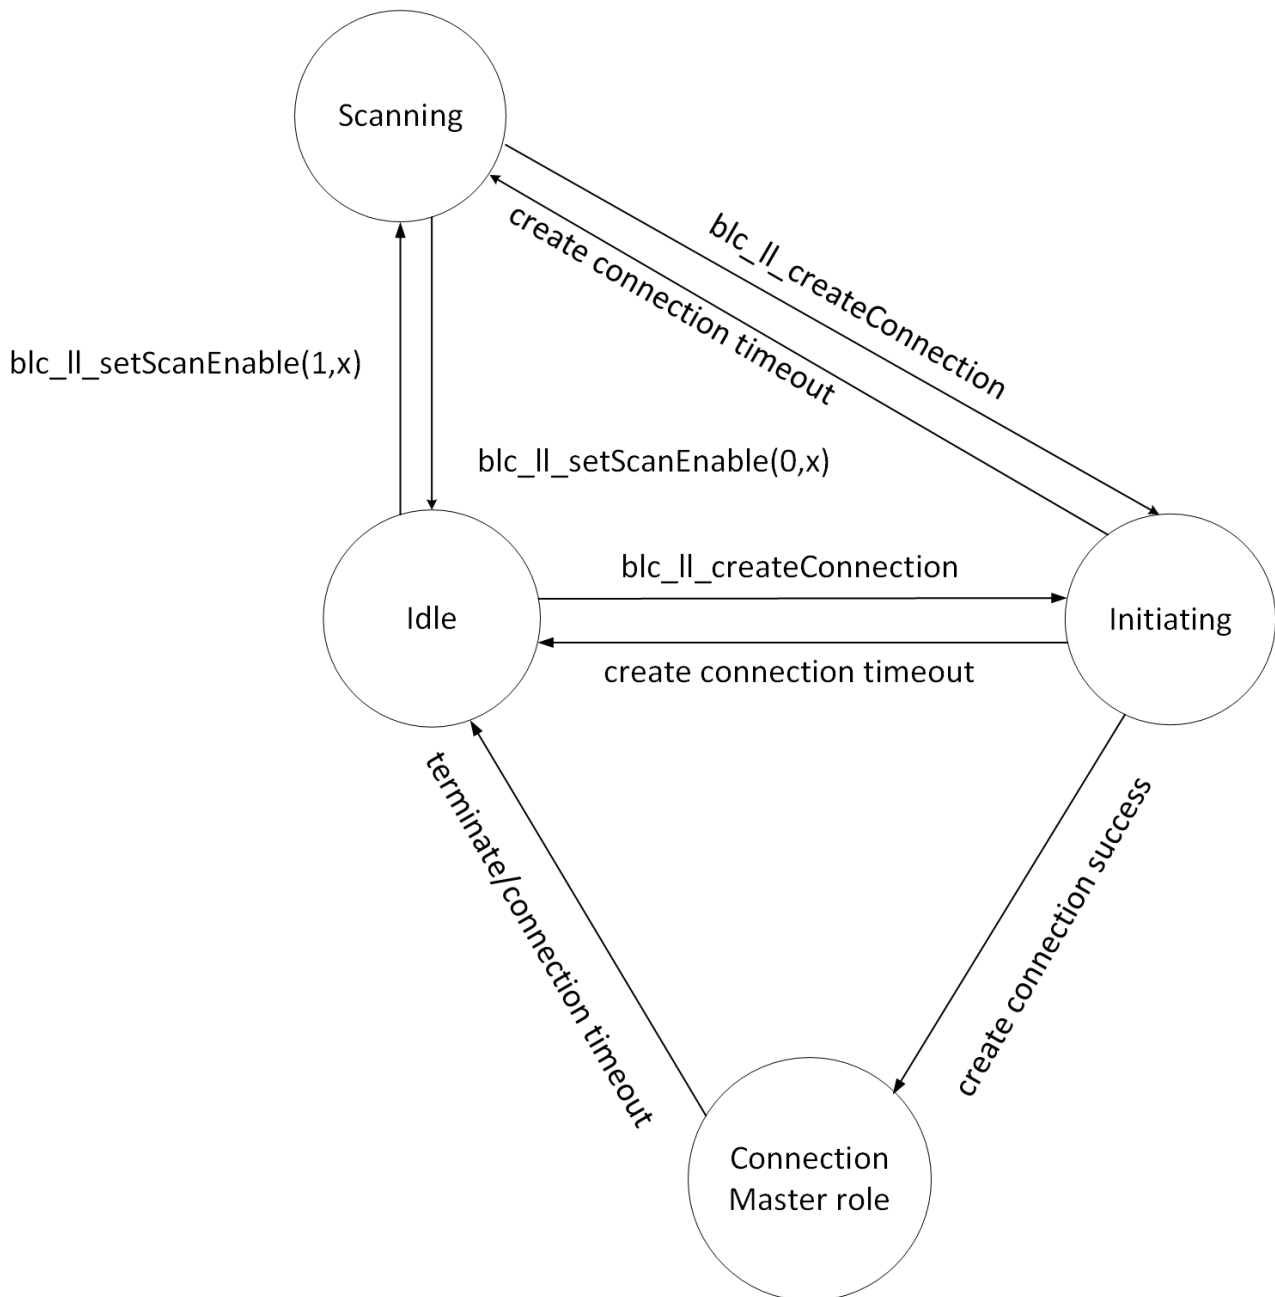 Scanning
blc_ll_createConnection
create connection timeout
blc_ll_setScanEnable(1,x)
blc_ll_setScanEnable(0,x)
blc_ll_createConnection
Idle
Initiating
create connection timeout
terminate/connection timeout
create connection success
Connection
Master role